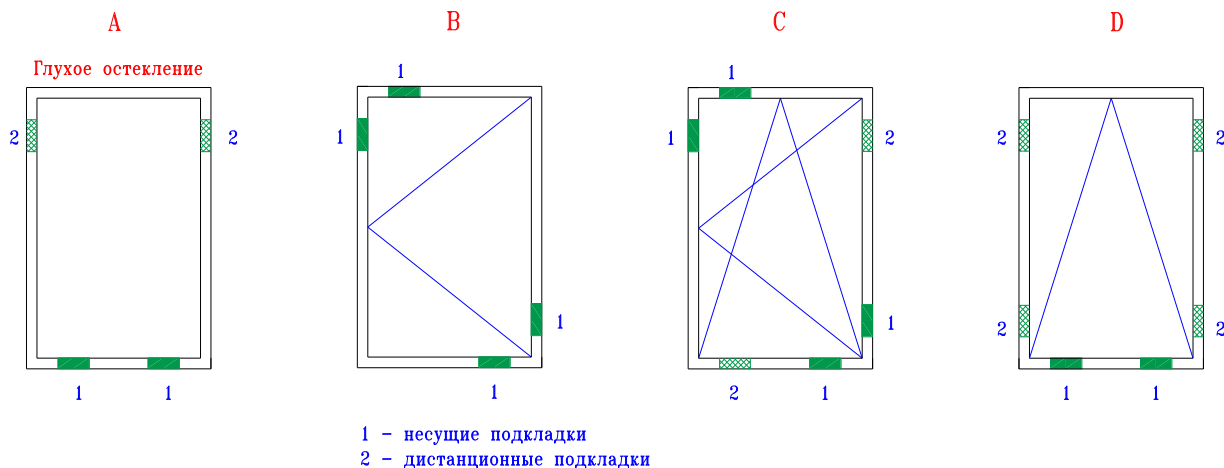 A B C D
Глухое остекление
1 1
2 2 1 1 2 2 2
1 1 2 2
1 1 1 2 1 1 1
1 – несущие подкладки
2 – дистанционные подкладки